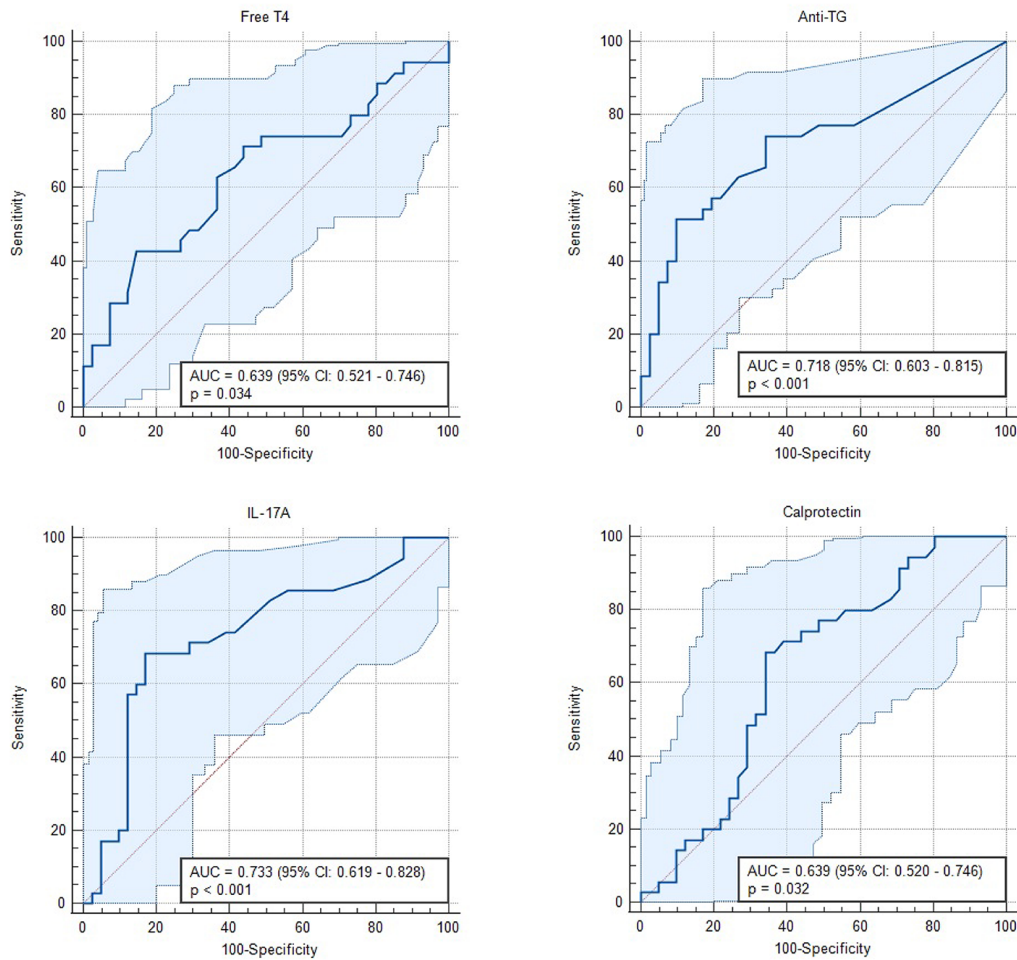 Free T4
100
80
60
40
20
0
Sensitivity
AUC = 0.639 (95% CI: 0.521 - 0.746)
p = 0.034
0 20 40 60 80 100
100-Specificity
Anti-TG
100
80
60
40
20
0
Sensitivity
AUC = 0.718 (95% CI: 0.603 - 0.815)
p < 0.001
0 20 40 60 80 100
100-Specificity
IL-17A
100
80
60
40
20
0
Sensitivity
AUC = 0.733 (95% CI: 0.619 - 0.828)
p < 0.001
0 20 40 60 80 100
100-Specificity
Calprotectin
100
80
60
40
20
0
Sensitivity
AUC = 0.639 (95% CI: 0.520 - 0.746)
p = 0.032
0 20 40 60 80 100
100-Specificity